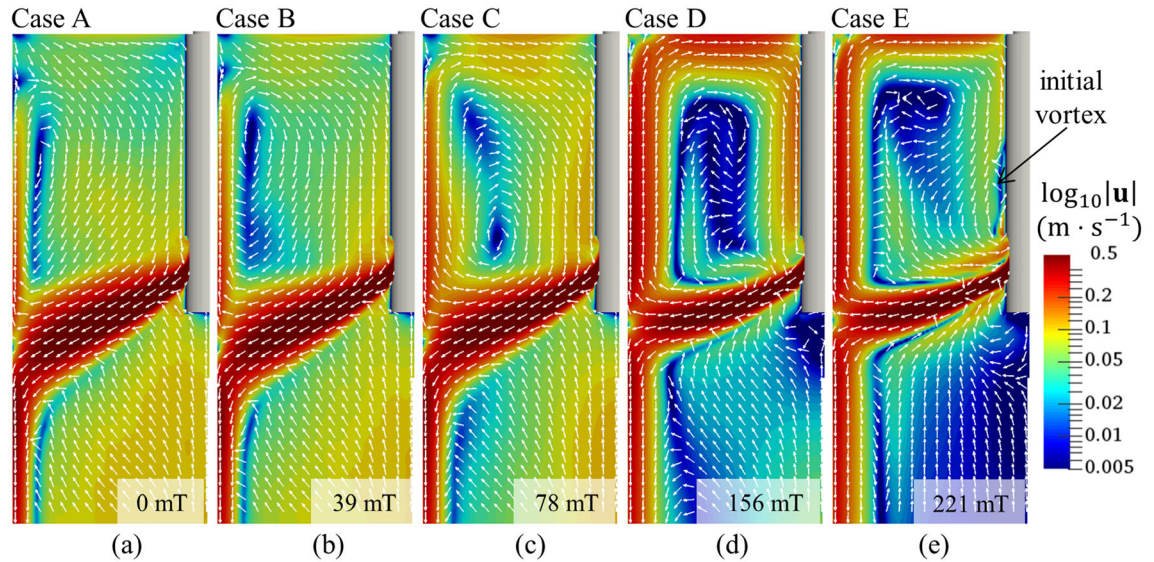 Case A
Case B
Case C
Case D
Case E
initial
vortex
log₁₀|u|
(m · s⁻¹)
0.5
0.2
0.1
0.05
0.02
0.01
0.005
0 mT
39 mT
78 mT
156 mT
221 mT
(a)
(b)
(c)
(d)
(e)